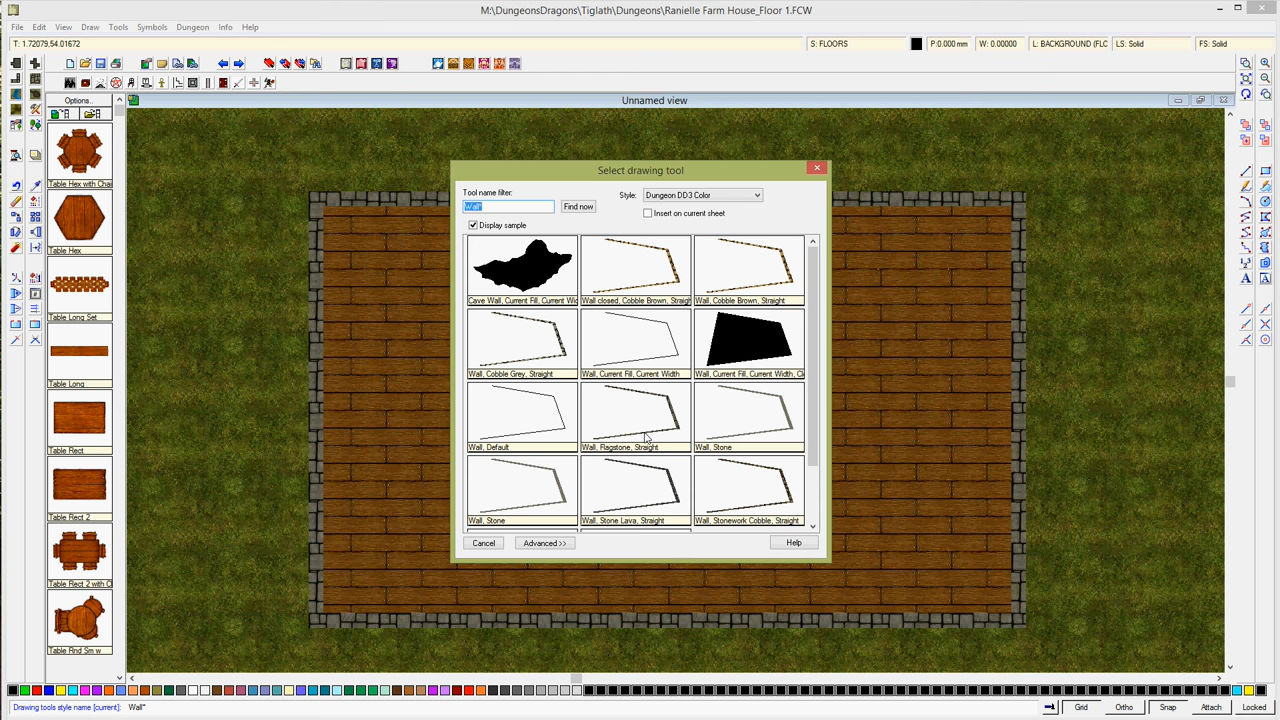 M:\DungeonsDragons\Tiglath\Dungeons\Ranielle Farm House_Floor 1.FCW
File Edit View Draw Tools Symbols Dungeon Info Help
T: 1.72079,54.01672 S: FLOORS P:0.000 mm W: 0.00000 L: BACKGROUND (FLC LS: Solid FS: Solid
Options..
Unnamed view
Table Hex with Chai
Table Hex
Table Long Set
Table Long
Table Rect
Table Rect 2
Table Rect 2 with Cl
Table Rnd Sm w
Select drawing tool
Tool name filter:
Wall*
Find now
Style: Dungeon DD3 Color
Insert on current sheet
Display sample
Cave Wall, Current Fill, Current Wic
Wall closed, Cobble Brown, Straigh
Wall, Cobble Brown, Straight
Wall, Cobble Grey, Straight
Wall, Current Fill, Current Width
Wall, Current Fill, Current Width, Cl
Wall, Default
Wall, Flagstone, Straight
Wall, Stone
Wall, Stone
Wall, Stone Lava, Straight
Wall, Stonework Cobble, Straight
Cancel Advanced >> Help
Drawing tools style name [current]: Wall* Grid Ortho Snap Attach Locked